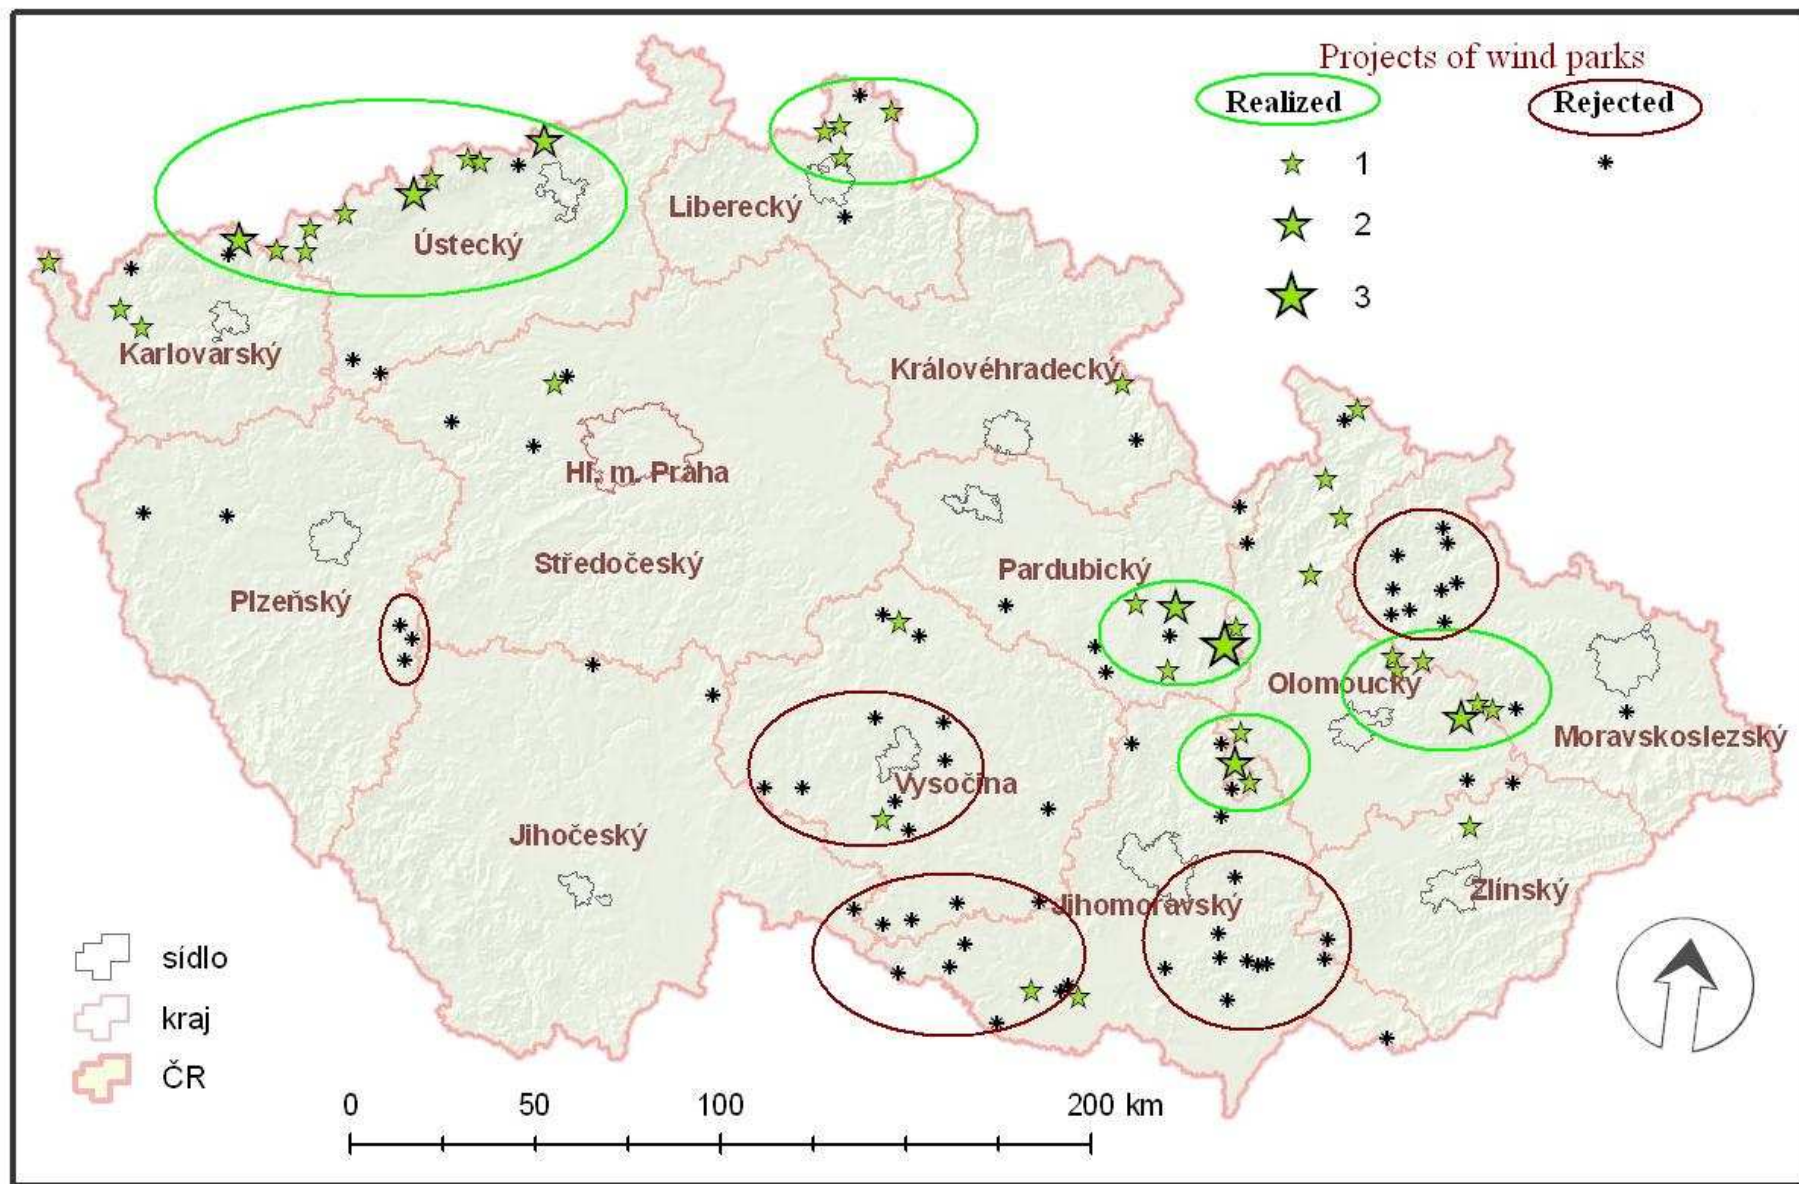 Projects of wind parks
Realized
Rejected
1
2
3
Liberecký
Ústecký
Karlovarský
Královéhradecký
Hl. m. Praha
Středočeský
Pardubický
Plzeňský
Olomoucký
Moravskoslezský
Vysočina
Jihočeský
Zlínský
Jihomoravský
sídlo
kraj
ČR
0 50 100 200 km